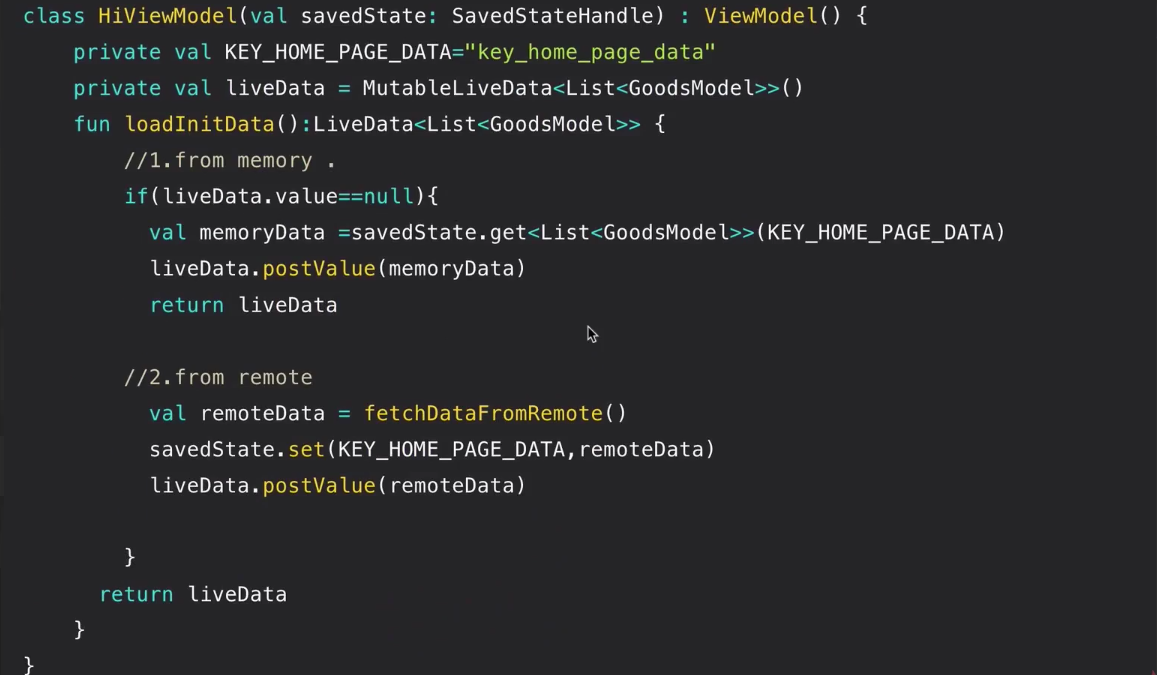 class HiViewModel(val savedState: SavedStateHandle) : ViewModel() {
    private val KEY_HOME_PAGE_DATA="key_home_page_data"
    private val liveData = MutableLiveData<List<GoodsModel>>()
    fun loadInitData():LiveData<List<GoodsModel>> {
        //1.from memory .
        if(liveData.value==null){
          val memoryData =savedState.get<List<GoodsModel>>(KEY_HOME_PAGE_DATA)
          liveData.postValue(memoryData)
          return liveData
        //2.from remote
          val remoteData = fetchDataFromRemote()
          savedState.set(KEY_HOME_PAGE_DATA,remoteData)
          liveData.postValue(remoteData)
        }
      return liveData
    }
}